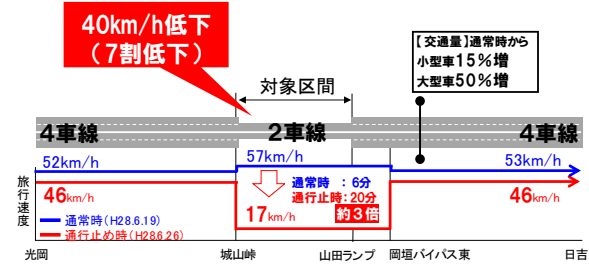 40km/h低下
（7割低下）
【交通量】通常時から
小型車15%増
大型車50%増
対象区間
4車線
2車線
4車線
52km/h
57km/h
53km/h
旅行速度
46km/h
通常時 ：6分
通行止時：20分
約3倍
17km/h
46km/h
通常時（H28.6.19）
通行止め時（H28.6.26）
光岡
城山峠
山田ランプ
岡垣バイパス東
日吉